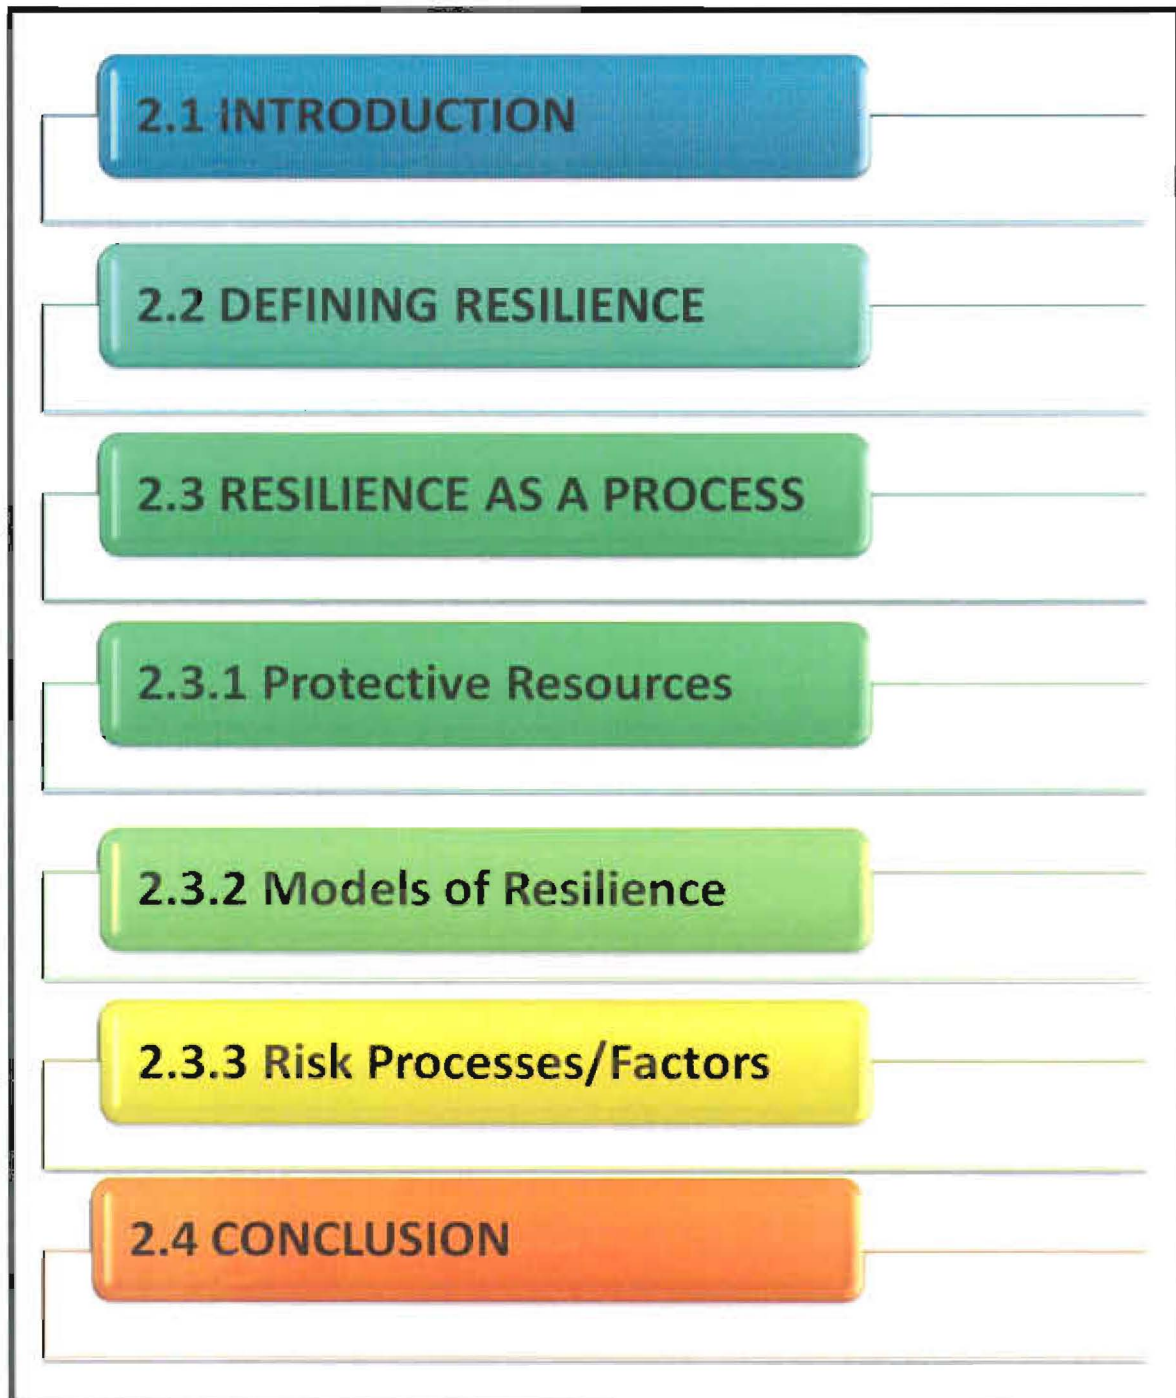 2.1 INTRODUCTION
2.2 DEFINING RESILIENCE
2.3 RESILIENCE AS A PROCESS
2.3.1 Protective Resources
2.3.2 Models of Resilience
2.3.3 Risk Processes/Factors
2.4 CONCLUSION